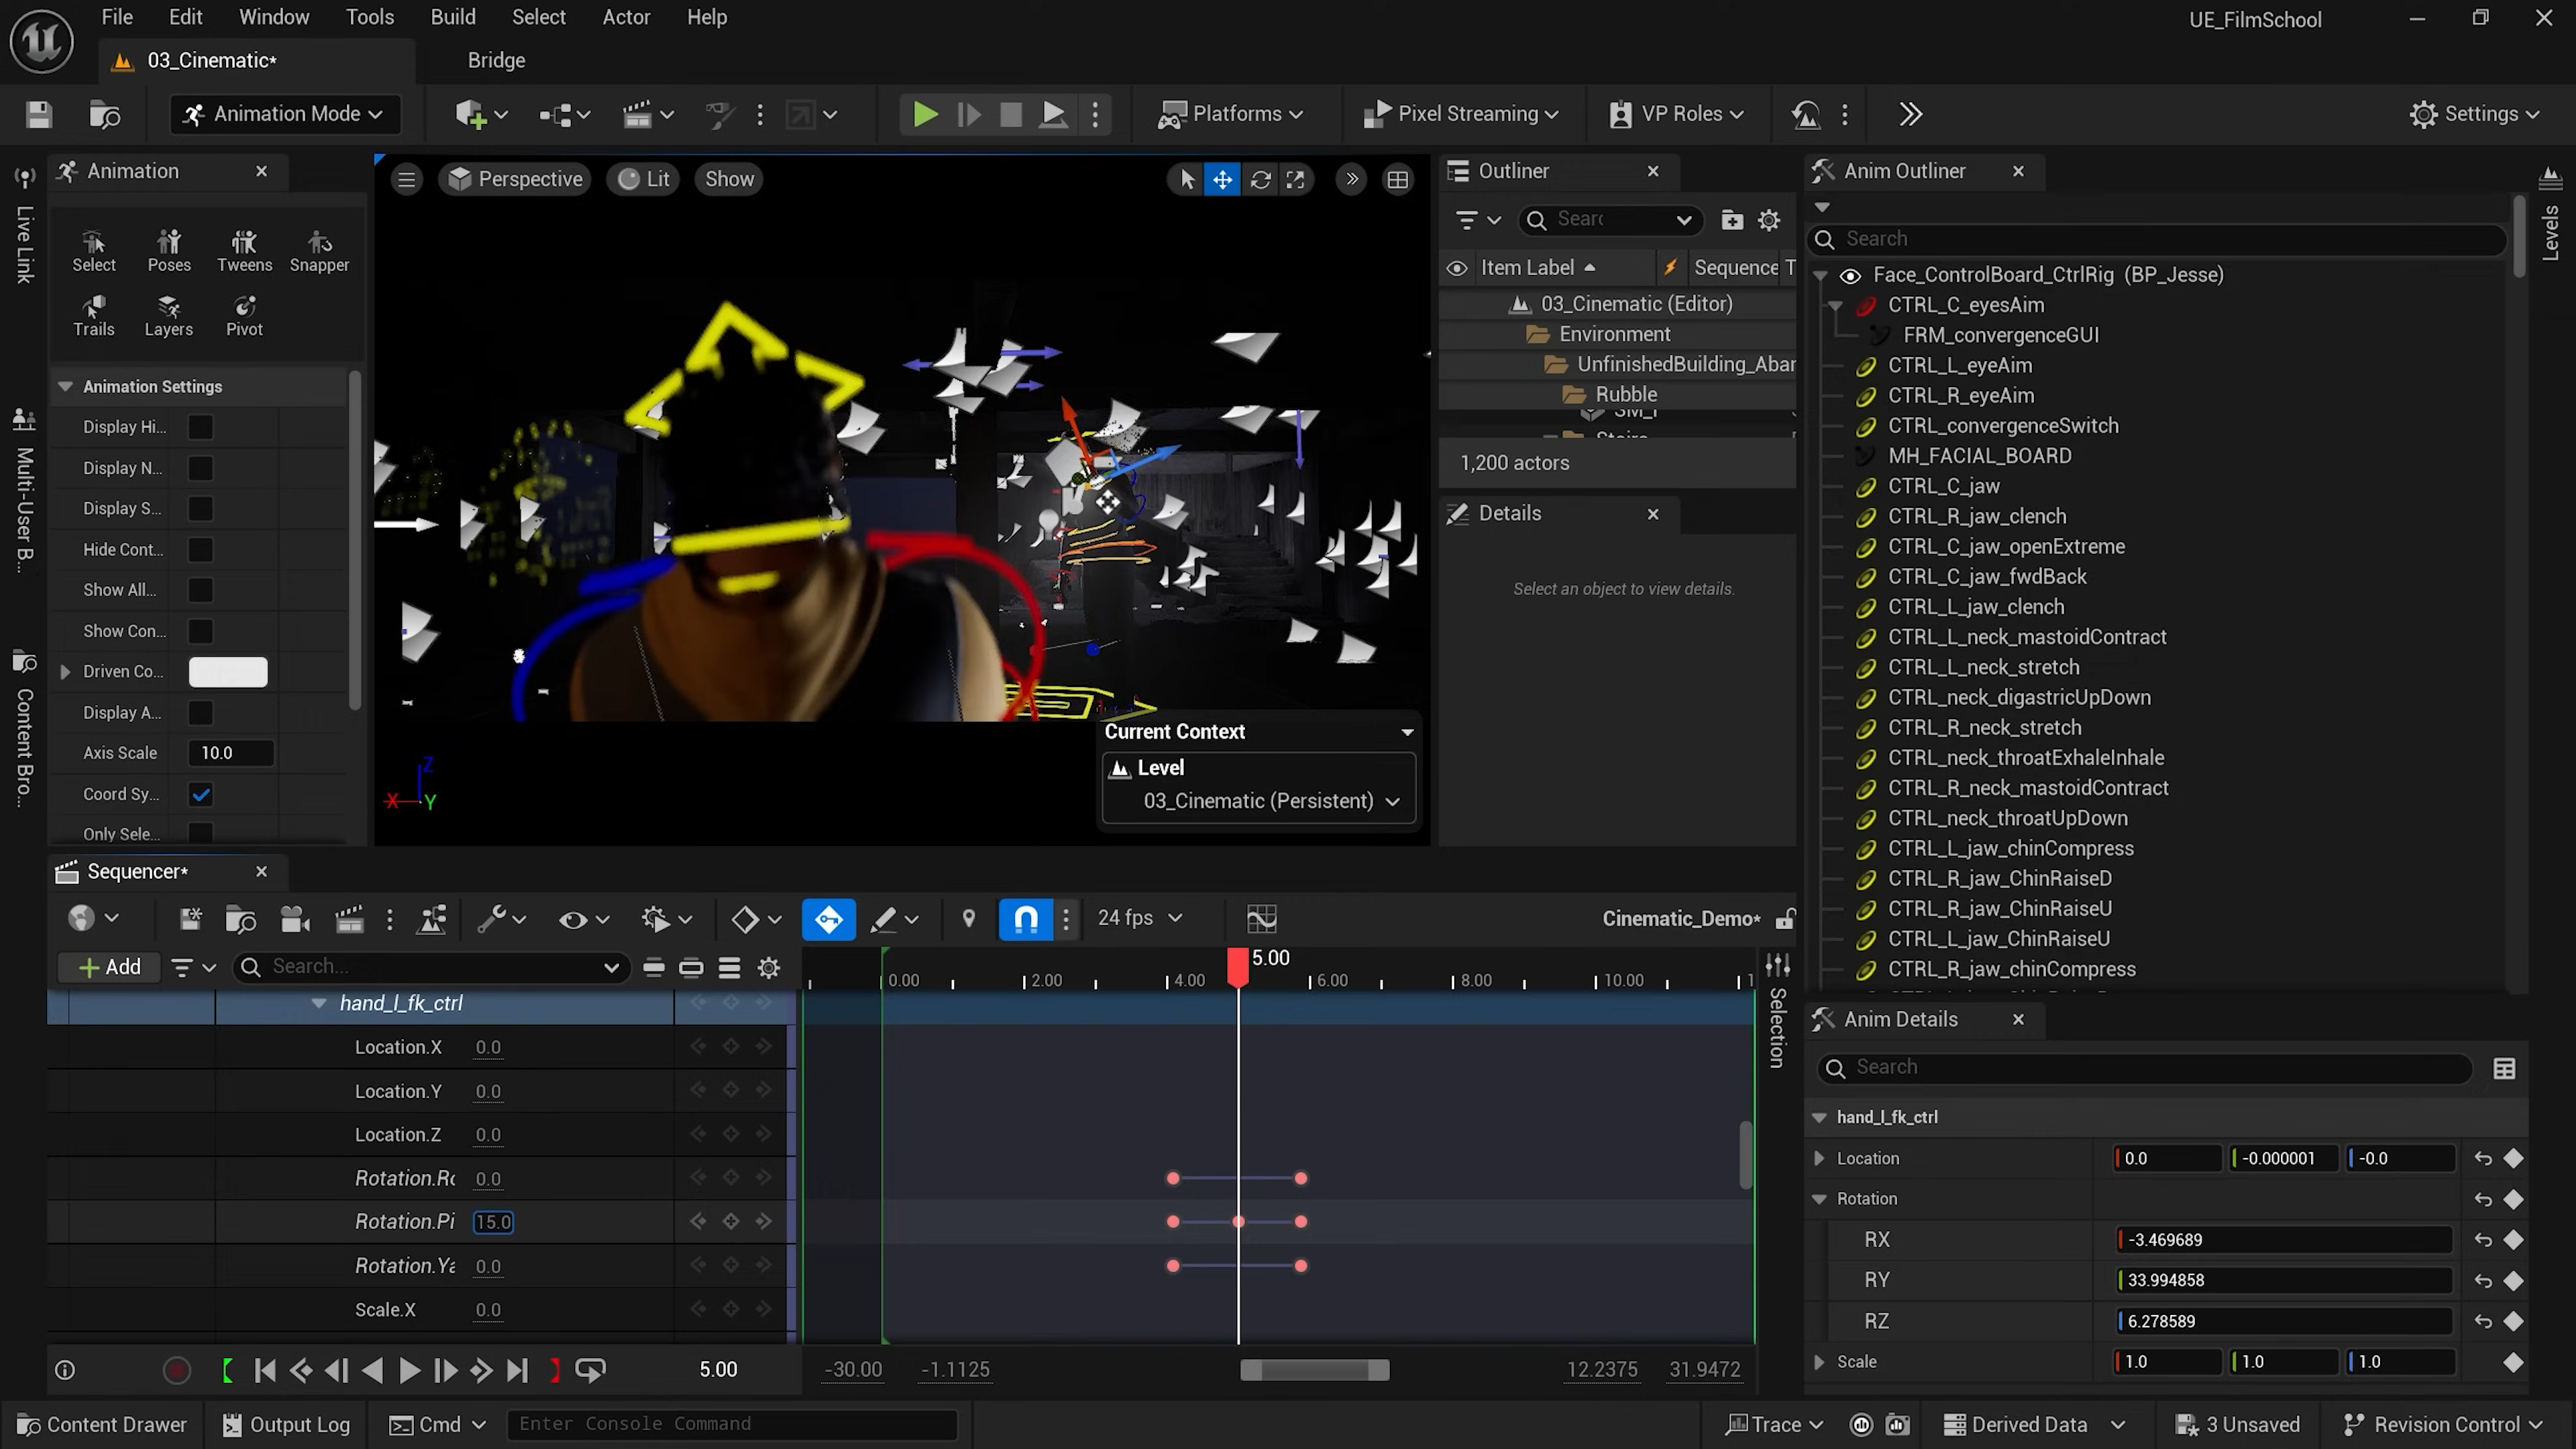 File Edit Window Tools Build Select Actor Help
UE_FilmSchool
03_Cinematic*
Bridge
Animation Mode
Platforms
Pixel Streaming
VP Roles
Settings
Animation
Perspective
Lit
Show
Outliner
Anim Outliner
Live Link
Levels
Select
Poses
Tweens
Snapper
Trails
Layers
Pivot
Item Label
Sequence
T
Search
03_Cinematic (Editor)
Environment
UnfinishedBuilding_Abar
Rubble
1,200 actors
Details
Select an object to view details.
Face_ControlBoard_CtrlRig (BP_Jesse)
CTRL_C_eyesAim
FRM_convergenceGUI
CTRL_L_eyeAim
CTRL_R_eyeAim
CTRL_convergenceSwitch
MH_FACIAL_BOARD
CTRL_C_jaw
CTRL_R_jaw_clench
CTRL_C_jaw_openExtreme
CTRL_C_jaw_fwdBack
CTRL_L_jaw_clench
CTRL_L_neck_mastoidContract
CTRL_L_neck_stretch
CTRL_neck_digastricUpDown
CTRL_R_neck_stretch
CTRL_neck_throatExhaleInhale
CTRL_R_neck_mastoidContract
CTRL_neck_throatUpDown
CTRL_L_jaw_chinCompress
CTRL_R_jaw_ChinRaiseD
CTRL_R_jaw_ChinRaiseU
CTRL_L_jaw_ChinRaiseU
CTRL_R_jaw_chinCompress
Animation Settings
Display Hi...
Display N...
Display S...
Hide Cont...
Show All...
Show Con...
Driven Co...
Display A...
Axis Scale 10.0
Coord Sy...
Only Sele...
Multi-User B...
Content Bro...
Z
X
Y
Current Context
Level
03_Cinematic (Persistent)
Sequencer*
24 fps
Cinematic_Demo*
Add
Search...
5.00
0.00 2.00 4.00 6.00 8.00 10.00 1
Selection
hand_l_fk_ctrl
Location.X 0.0
Location.Y 0.0
Location.Z 0.0
Rotation.Rc 0.0
Rotation.Pi 15.0
Rotation.Ya 0.0
Scale.X 0.0
5.00
-30.00 -1.1125
12.2375 31.9472
Anim Details
Search
hand_l_fk_ctrl
Location 0.0 -0.000001 -0.0
Rotation
RX -3.469689
RY 33.994858
RZ 6.278589
Scale 1.0 1.0 1.0
Content Drawer
Output Log
Cmd
Enter Console Command
Trace
Derived Data
3 Unsaved
Revision Control